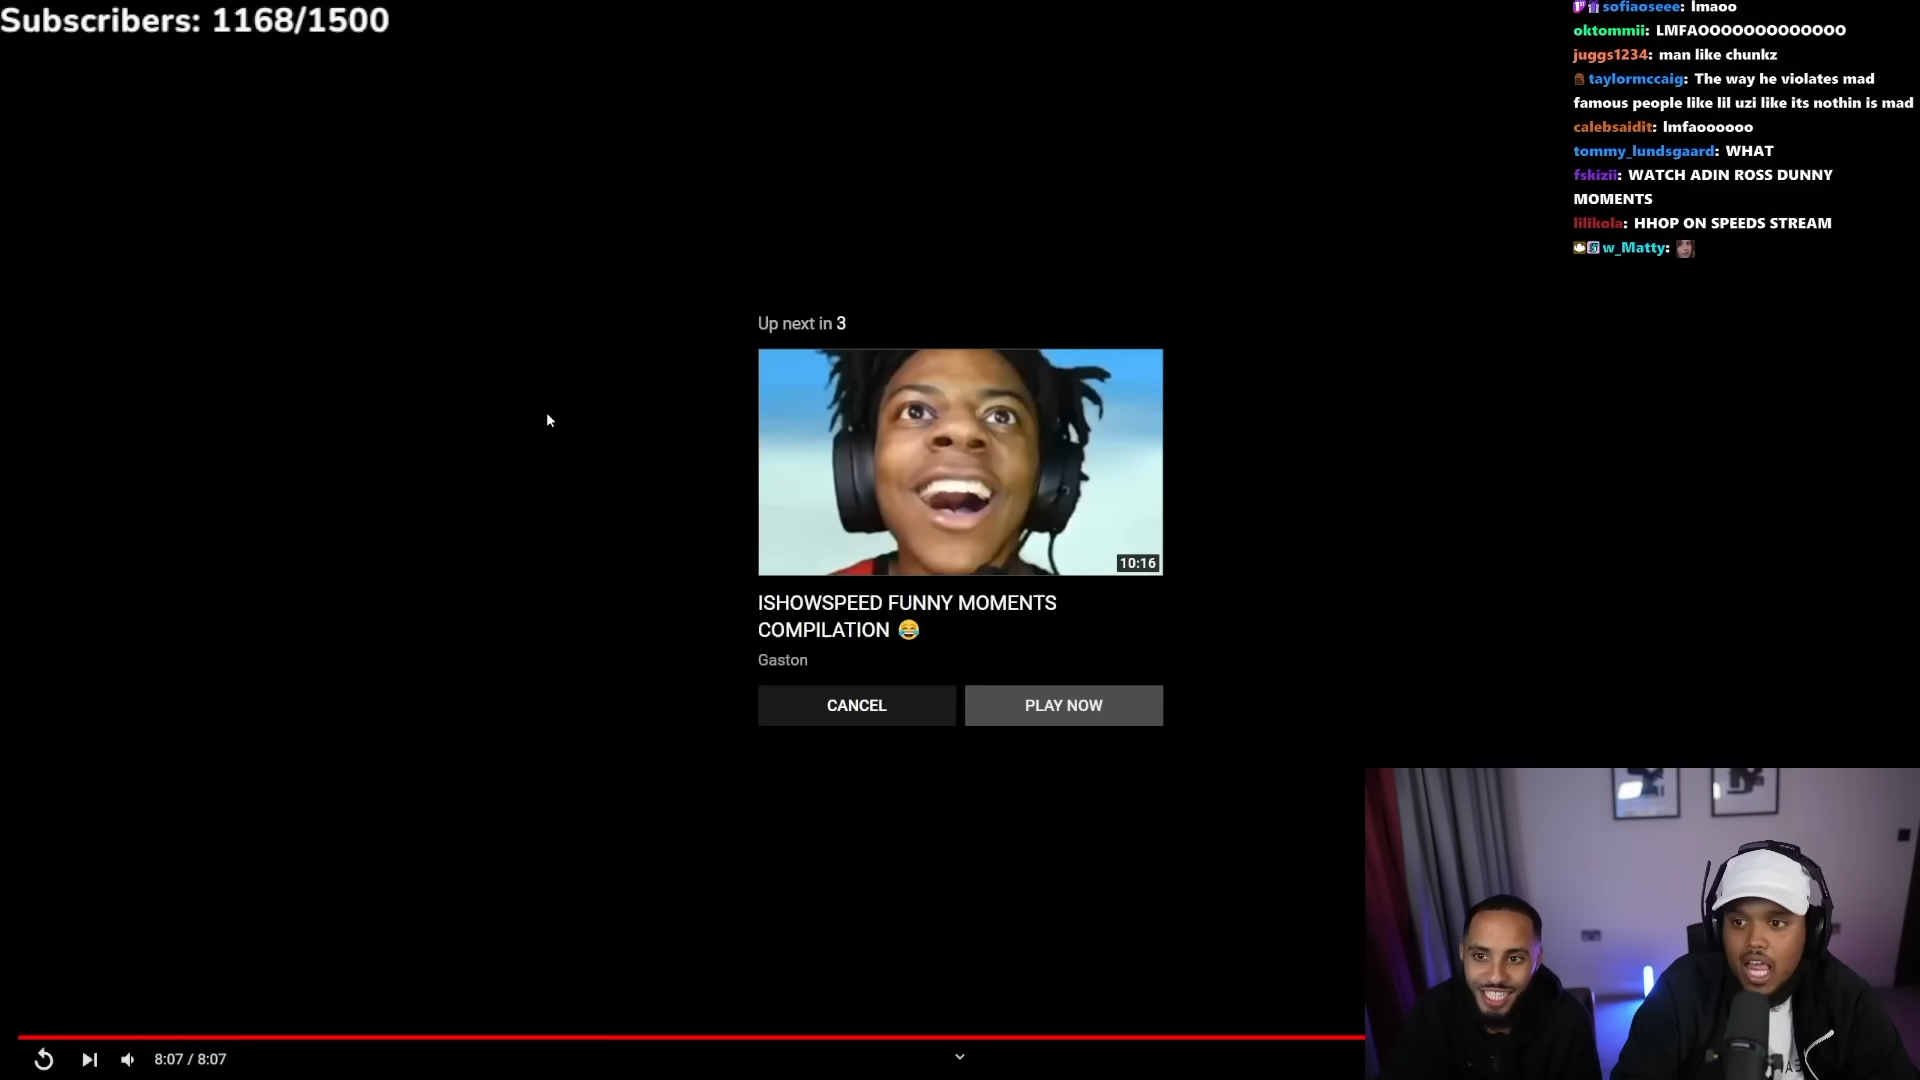 Subscribers: 1168/1500
sofiaoseee: lmaoo
oktommii: LMFAOOOOOOOOOOOOO
juggs1234: man like chunkz
taylormccaig: The way he violates mad
famous people like lil uzi like its nothin is mad
calebsaidit: lmfaoooooo
tommy_lundsgaard: WHAT
fskizii: WATCH ADIN ROSS DUNNY
MOMENTS
lilikola: HHOP ON SPEEDS STREAM
w_Matty:
Up next in 3
10:16
ISHOWSPEED FUNNY MOMENTS
COMPILATION 😂
Gaston
CANCEL
PLAY NOW
8:07 / 8:07